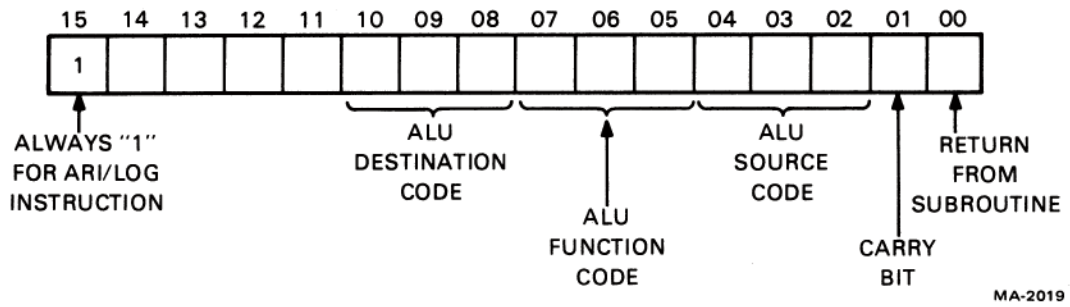 15 14 13 12 11 10 09 08 07 06 05 04 03 02 01 00
1
ALWAYS "1"
FOR ARI/LOG
INSTRUCTION
ALU
DESTINATION
CODE
ALU
FUNCTION
CODE
ALU
SOURCE
CODE
CARRY
BIT
RETURN
FROM
SUBROUTINE
MA-2019